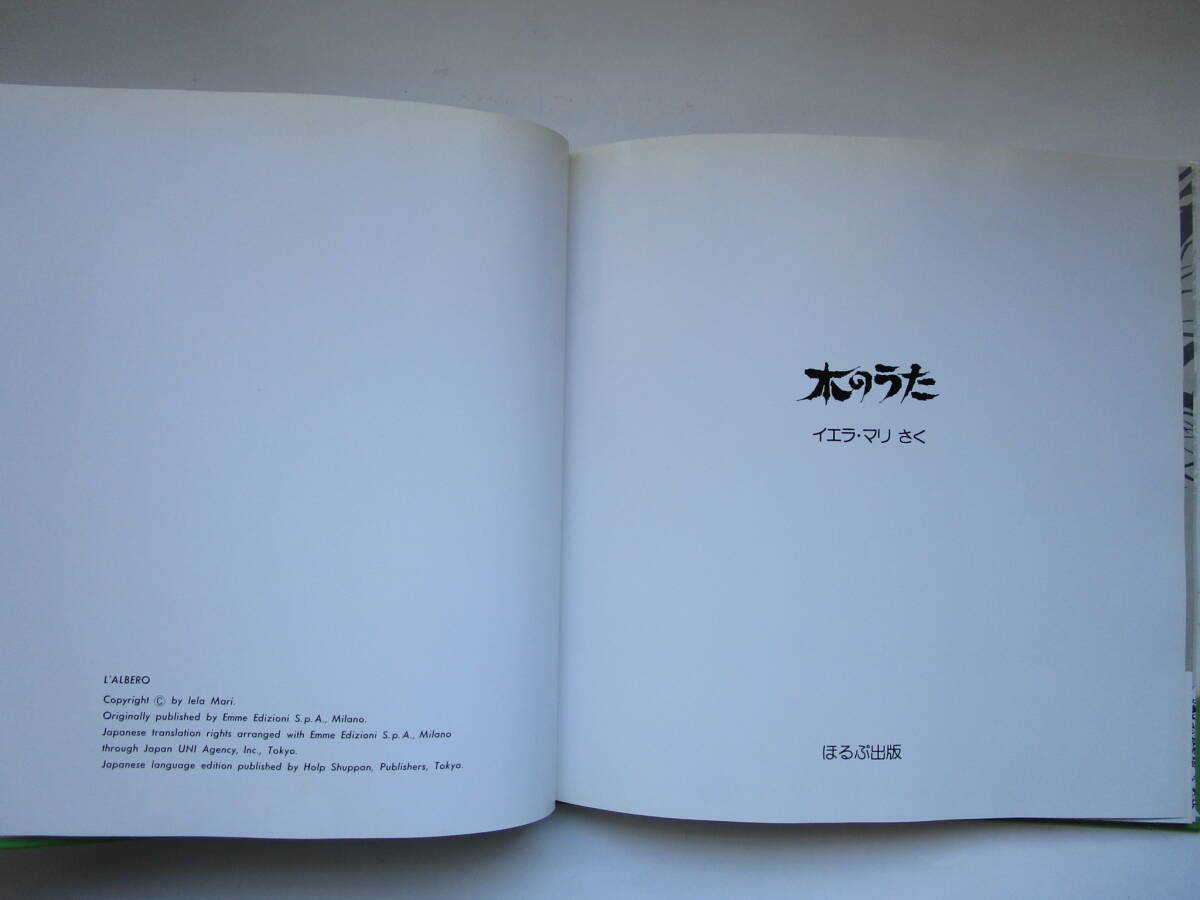 L'ALBERO
Copyright Ⓒ by Iela Mari.
Originally published by Emme Edizioni S.p.A., Milano.
Japanese translation rights arranged with Emme Edizioni S.p.A., Milano
through Japan UNI Agency, Inc., Tokyo.
Japanese language edition published by Holp Shuppan, Publishers, Tokyo.
木のうた
イエラ・マリ さく
ほるぷ出版